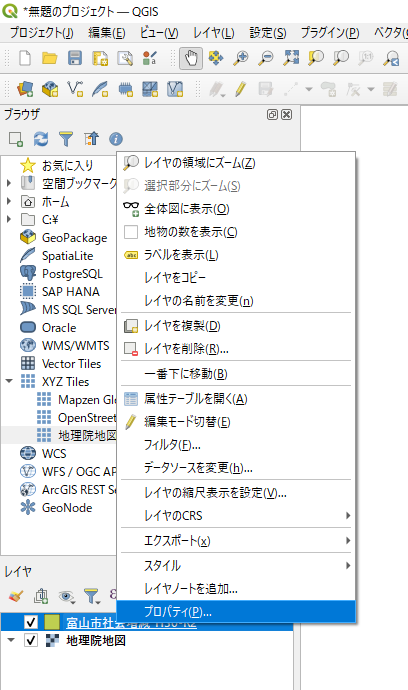 *無題のプロジェクト — QGIS
プロジェクト(J) 編集(E) ビュー(V) レイヤ(L) 設定(S) プラグイン(P) ベクタ(
ブラウザ
お気に入り
空間ブックマーク
ホーム
C:¥
GeoPackage
SpatiaLite
PostgreSQL
SAP HANA
MS SQL Server
Oracle
WMS/WMTS
Vector Tiles
XYZ Tiles
Mapzen Glo
OpenStreet
地理院地図
WCS
WFS / OGC AP
ArcGIS REST Se
GeoNode
レイヤの領域にズーム(Z)
選択部分にズーム(S)
全体図に表示(O)
地物の数を表示(C)
abc ラベルを表示(L)
レイヤをコピー
レイヤの名前を変更(n)
レイヤを複製(D)
レイヤを削除(R)...
一番下に移動(B)
属性テーブルを開く(A)
編集モード切替(E)
フィルタ(F)...
データソースを変更(h)...
レイヤの縮尺表示を設定(V)...
レイヤのCRS
エクスポート(x)
スタイル
レイヤノートを追加...
プロパティ(P)...
レイヤ
地理院地図